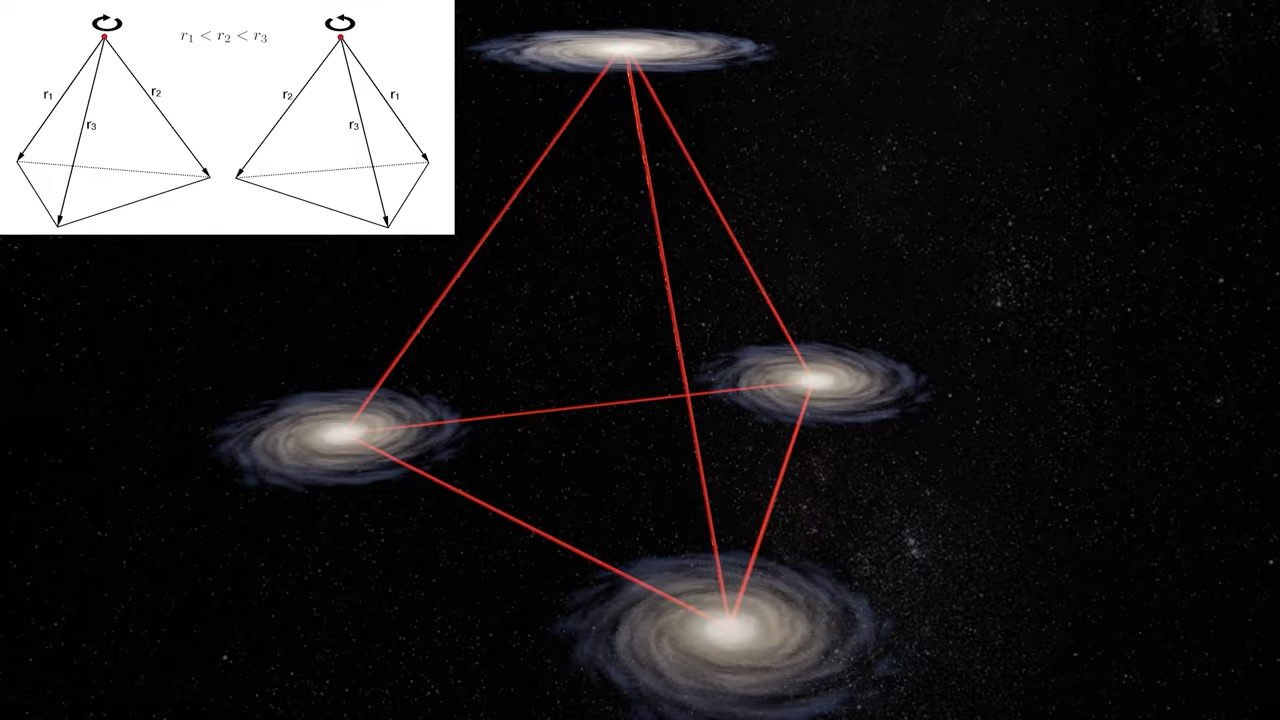 r₁ < r₂ < r₃
r₁
r₂
r₃
r₂
r₁
r₃